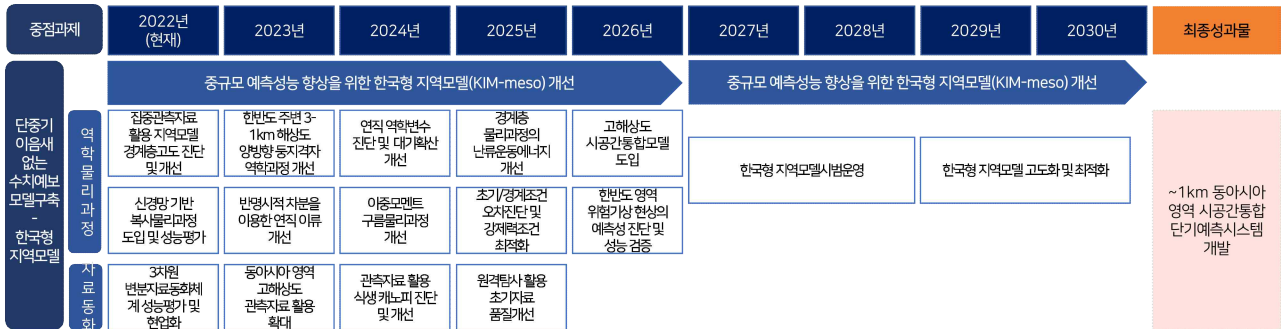 중점과제
2022년
(현재)
2023년
2024년
2025년
2026년
2027년
2028년
2029년
2030년
최종성과물
단중기
이음새
없는
수치예보
모델구축
-
한국형
지역모델
중규모 예측성능 향상을 위한 한국형 지역모델(KIM-meso) 개선
중규모 예측성능 향상을 위한 한국형 지역모델(KIM-meso) 개선
역
학
물
리
과
정
집중관측자료
활용 지역모델
경계층고도 진단
및 개선
한반도 주변 3-
1km 해상도
양방향 둥지격자
역학과정 개선
연직 역학변수
진단 및 대기확산
개선
경계층
물리과정의
난류운동에너지
개선
고해상도
시공간통합모델
도입
한국형 지역모델시범운영
한국형 지역모델 고도화 및 최적화
신경망 기반
복사물리과정
도입 및 성능평가
반명시적 차분을
이용한 연직 이류
개선
이중모멘트
구름물리과정
개선
초기/경계조건
오차진단 및
강제력조건
최적화
한반도 영역
위험기상 현상의
예측성 진단 및
성능 검증
자
료
동
화
3차원
변분자료동화체
계 성능평가 및
현업화
동아시아 영역
고해상도
관측자료 활용
확대
관측자료 활용
식생 캐노피 진단
및 개선
원격탐사 활용
초기자료
품질개선
~1km 동아시아
영역 시공간통합
단기예측시스템
개발